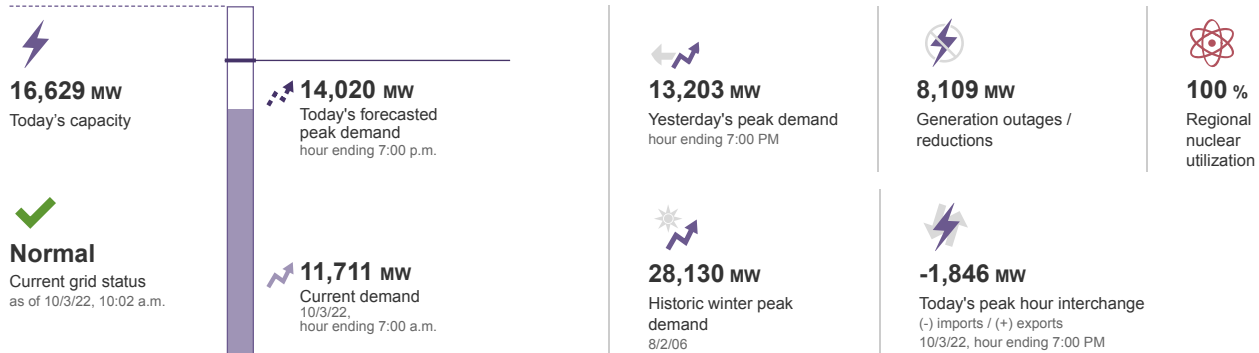 16,629 MW
Today's capacity
Normal
Current grid status
as of 10/3/22, 10:02 a.m.
14,020 MW
Today's forecasted
peak demand
hour ending 7:00 p.m.
11,711 MW
Current demand
10/3/22,
hour ending 7:00 a.m.
13,203 MW
Yesterday's peak demand
hour ending 7:00 PM
8,109 MW
Generation outages /
reductions
100 %
Regional
nuclear
utilization
28,130 MW
Historic winter peak
demand
8/2/06
-1,846 MW
Today's peak hour interchange
(-) imports / (+) exports
10/3/22, hour ending 7:00 PM